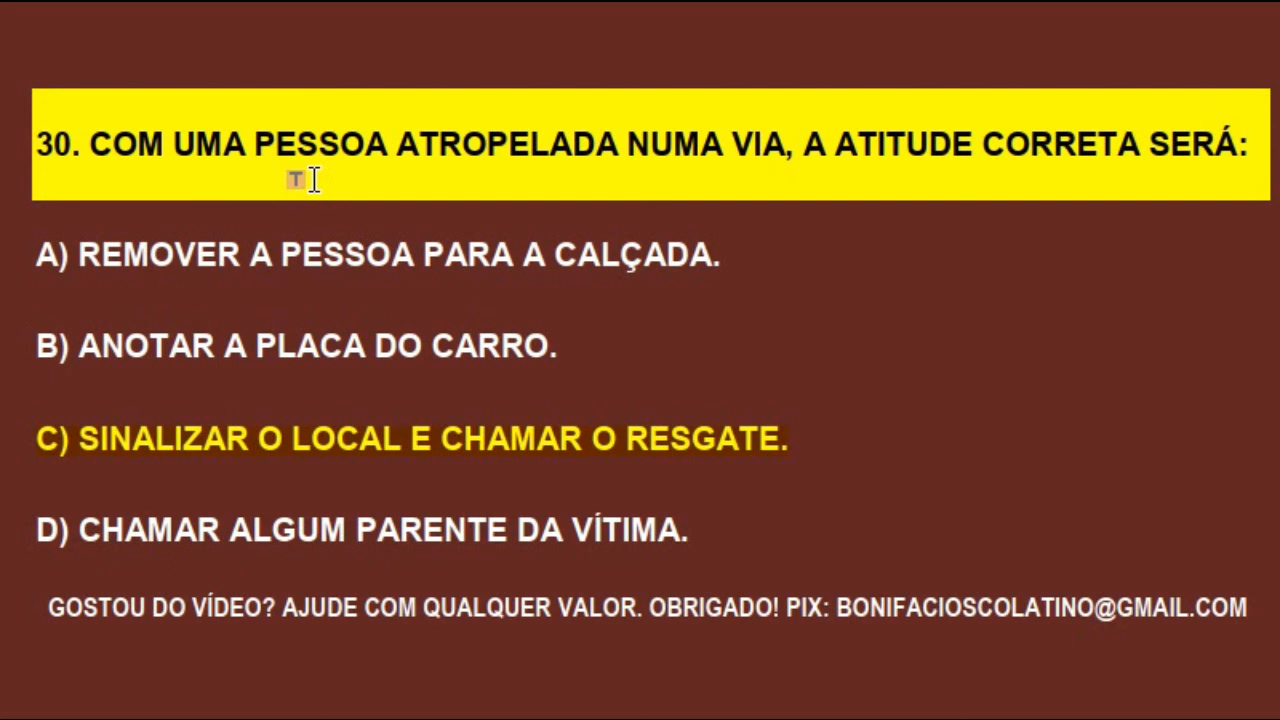 30. COM UMA PESSOA ATROPELADA NUMA VIA, A ATITUDE CORRETA SERÁ:
T
A) REMOVER A PESSOA PARA A CALÇADA.
B) ANOTAR A PLACA DO CARRO.
C) SINALIZAR O LOCAL E CHAMAR O RESGATE.
D) CHAMAR ALGUM PARENTE DA VÍTIMA.
GOSTOU DO VÍDEO? AJUDE COM QUALQUER VALOR. OBRIGADO! PIX: BONIFACIOSCOLATINO@GMAIL.COM